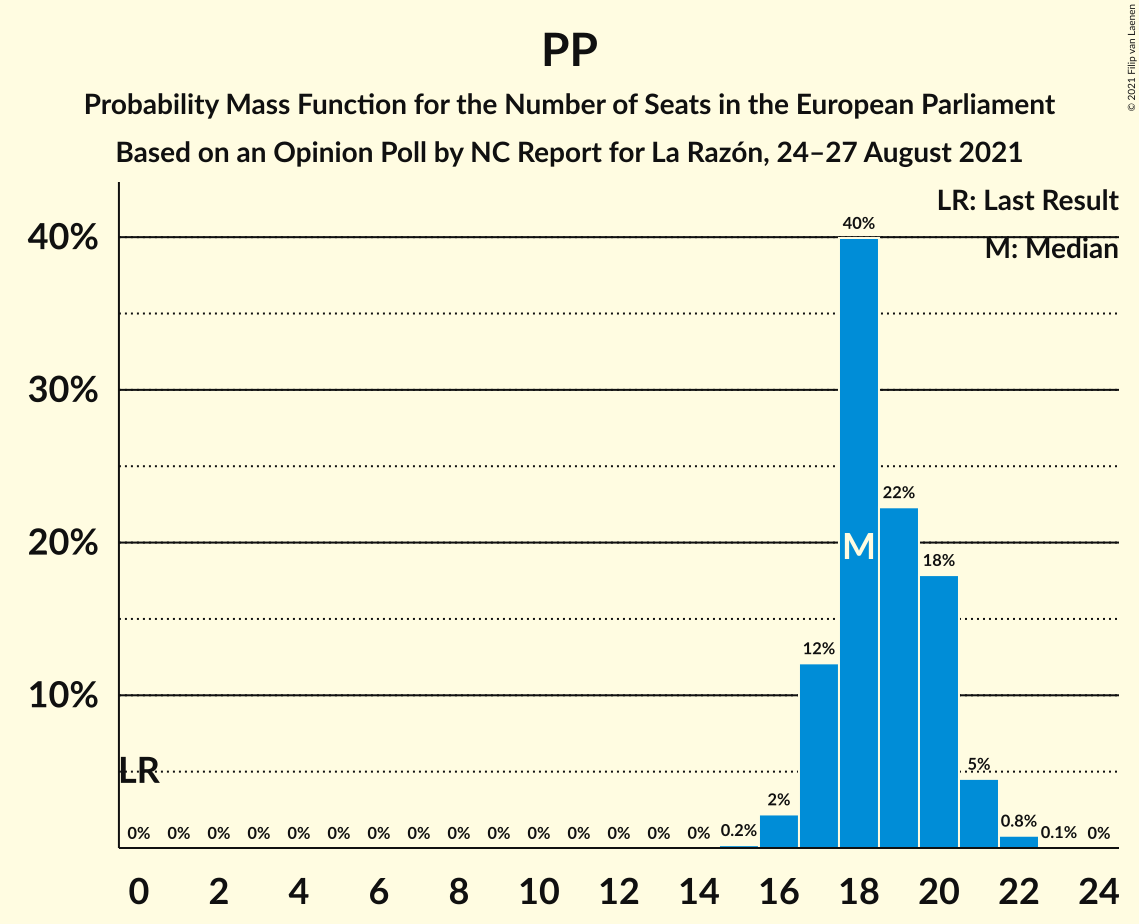 PP
Probability Mass Function for the Number of Seats in the European Parliament
Based on an Opinion Poll by NC Report for La Razón, 24–27 August 2021
© 2021 Filip van Laenen
LR: Last Result
M: Median
40%
30%
20%
10%
40%
22%
18%
12%
5%
2%
0.8%
0.2%
0.1%
M
LR
0% 0% 0% 0% 0% 0% 0% 0% 0% 0% 0% 0% 0% 0% 0% 0%
0 2 4 6 8 10 12 14 16 18 20 22 24